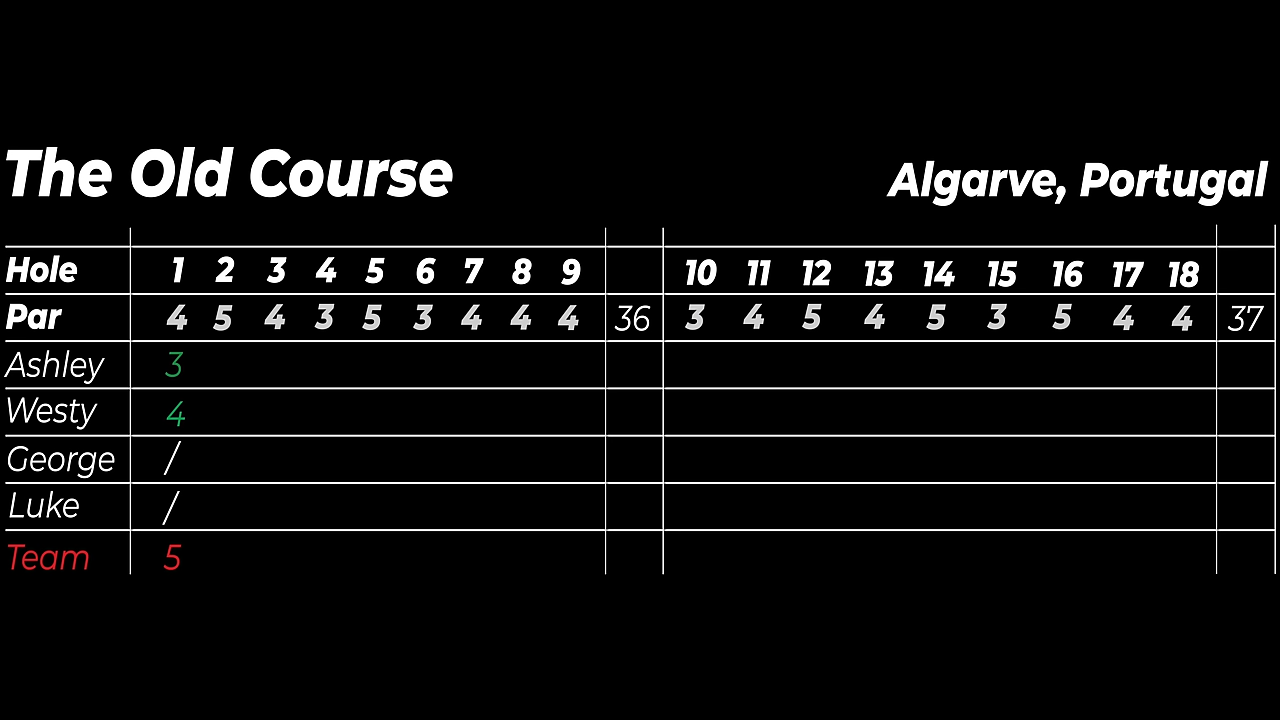 The Old Course Algarve, Portugal
Hole 1 2 3 4 5 6 7 8 9 10 11 12 13 14 15 16 17 18
Par 4 5 4 3 5 3 4 4 4 36 3 4 5 4 5 3 5 4 4 37
Ashley 3
Westy 4
George /
Luke /
Team 5